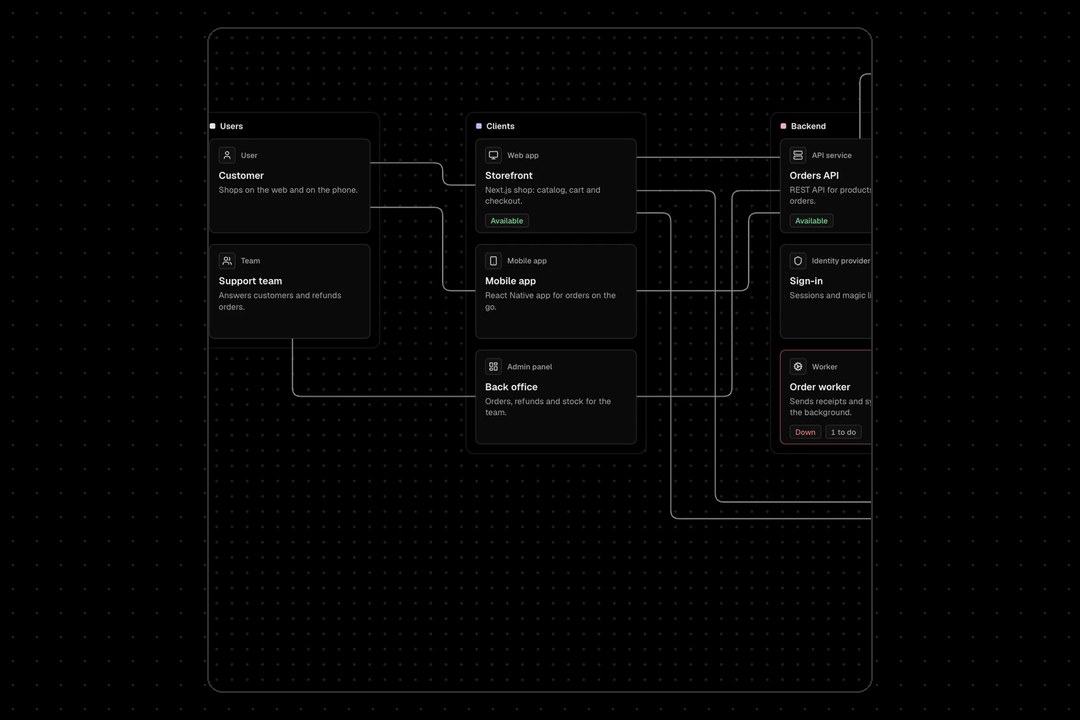 Users
User
Customer
Shops on the web and on the phone.
Team
Support team
Answers customers and refunds
orders.
Clients
Web app
Storefront
Next.js shop: catalog, cart and
checkout.
Available
Mobile app
Mobile app
React Native app for orders on the
go.
Admin panel
Back office
Orders, refunds and stock for the
team.
Backend
API service
Orders API
REST API for products
orders.
Available
Identity provider
Sign-in
Sessions and magic
Worker
Order worker
Sends receipts and
the background.
Down
1 to do